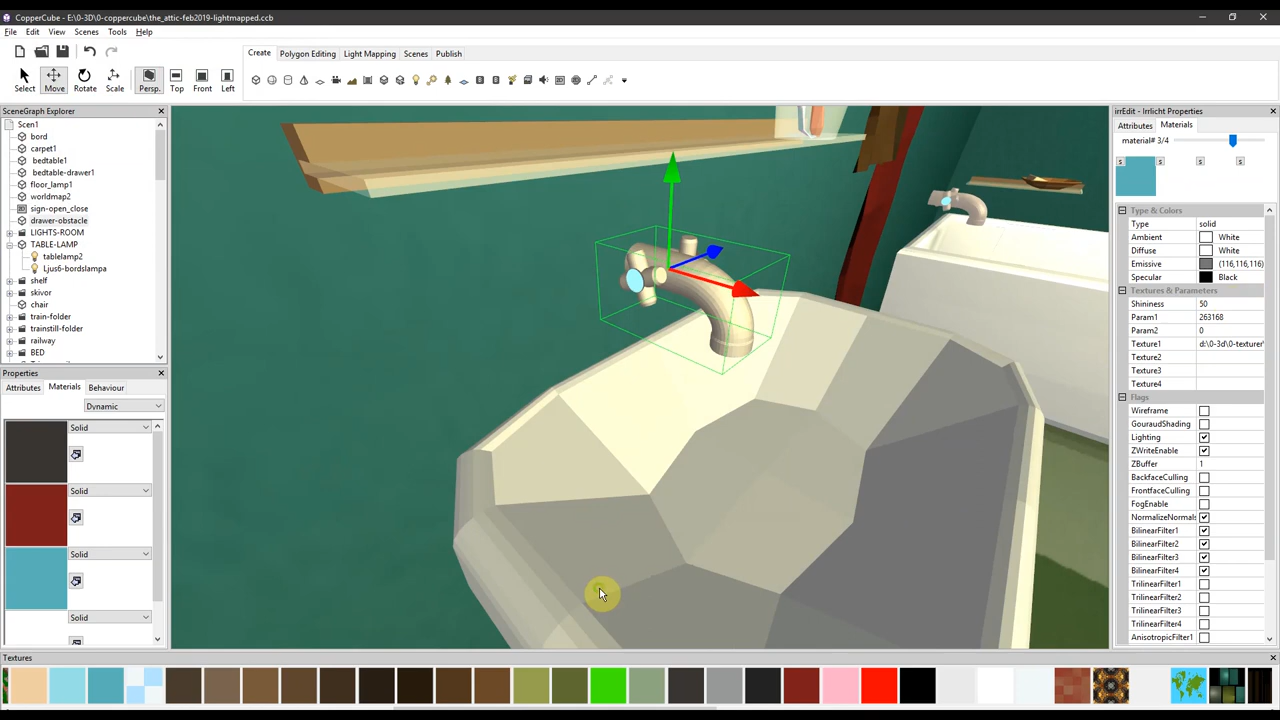 CopperCube - E:\0-3D\0-coppercube\the_attic-feb2019-lightmapped.ccb
File Edit View Scenes Tools Help
Create Polygon Editing Light Mapping Scenes Publish
Select Move Rotate Scale Persp. Top Front Left
SceneGraph Explorer
Scen1
bord
carpet1
bedtable1
bedtable-drawer1
floor_lamp1
worldmap2
sign-open_close
drawer-obstacle
LIGHTS-ROOM
TABLE-LAMP
tablelamp2
Ljus6-bordslampa
shelf
skivor
chair
train-folder
trainstill-folder
railway
BED
Properties
Attributes Materials Behaviour
Dynamic
Solid
Solid
Solid
Solid
irrEdit - Irrlicht Properties
Attributes Materials
material# 3/4
s s s s
Type & Colors
Type solid
Ambient White
Diffuse White
Emissive (116,116,116)
Specular Black
Textures & Parameters
Shininess 50
Param1 263168
Param2 0
Texture1 d:\0-3d\0-texturer\
Texture2
Texture3
Texture4
Flags
Wireframe
GouraudShading
Lighting
ZWriteEnable
ZBuffer 1
BackfaceCulling
FrontfaceCulling
FogEnable
NormalizeNormals
BilinearFilter1
BilinearFilter2
BilinearFilter3
BilinearFilter4
TrilinearFilter1
TrilinearFilter2
TrilinearFilter3
TrilinearFilter4
AnisotropicFilter1
Textures